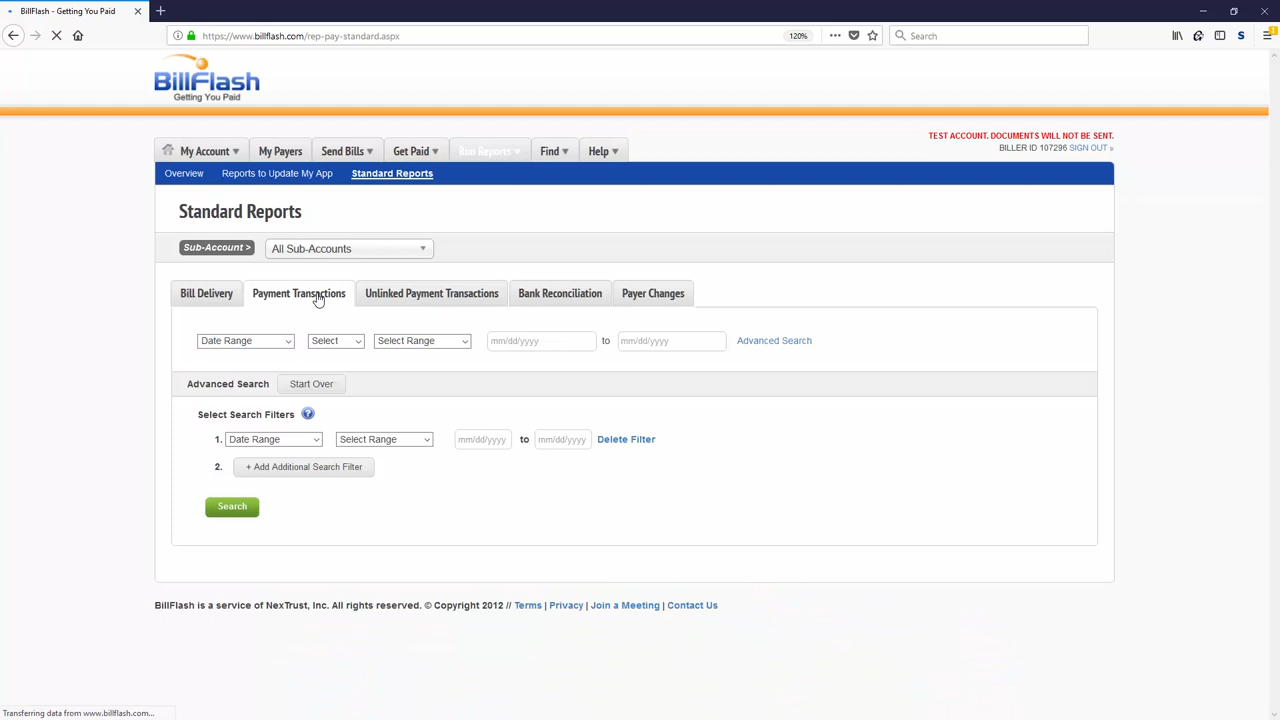 BillFlash - Getting You Paid
https://www.billflash.com/rep-pay-standard.aspx
120%
Search
S
1
BillFlash
Getting You Paid
TEST ACCOUNT. DOCUMENTS WILL NOT BE SENT.
BILLER ID 107296 SIGN OUT »
My Account My Payers Send Bills Get Paid Run Reports Find Help
Overview Reports to Update My App Standard Reports
Standard Reports
Sub-Account > All Sub-Accounts
Bill Delivery Payment Transactions Unlinked Payment Transactions Bank Reconciliation Payer Changes
Date Range Select Select Range mm/dd/yyyy to mm/dd/yyyy Advanced Search
Advanced Search Start Over
Select Search Filters ?
1. Date Range Select Range mm/dd/yyyy to mm/dd/yyyy Delete Filter
2. + Add Additional Search Filter
Search
BillFlash is a service of NexTrust, Inc. All rights reserved. © Copyright 2012 // Terms | Privacy | Join a Meeting | Contact Us
Transferring data from www.billflash.com...